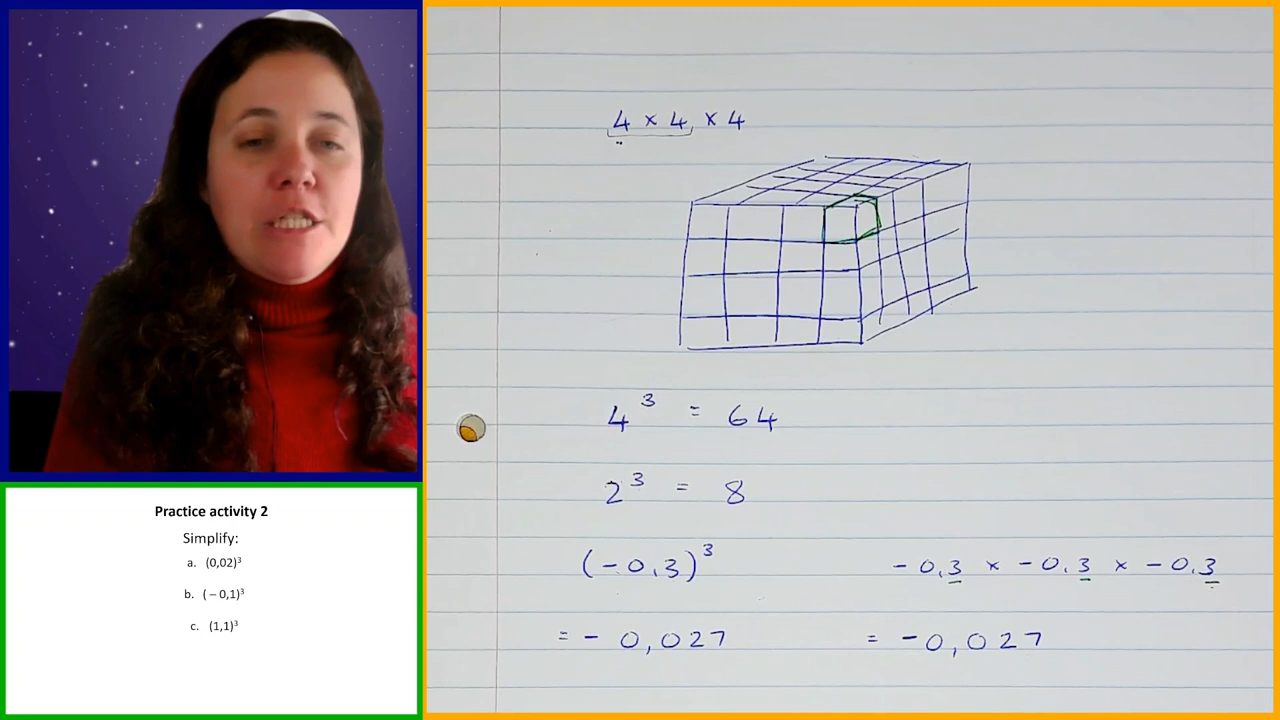 4 × 4 × 4
4³ = 64
2³ = 8
(-0,3)³
-0,3 × -0,3 × -0,3
= -0,027
= -0,027
Practice activity 2
Simplify:
a. (0,02)³
b. ( – 0,1)³
c. (1,1)³